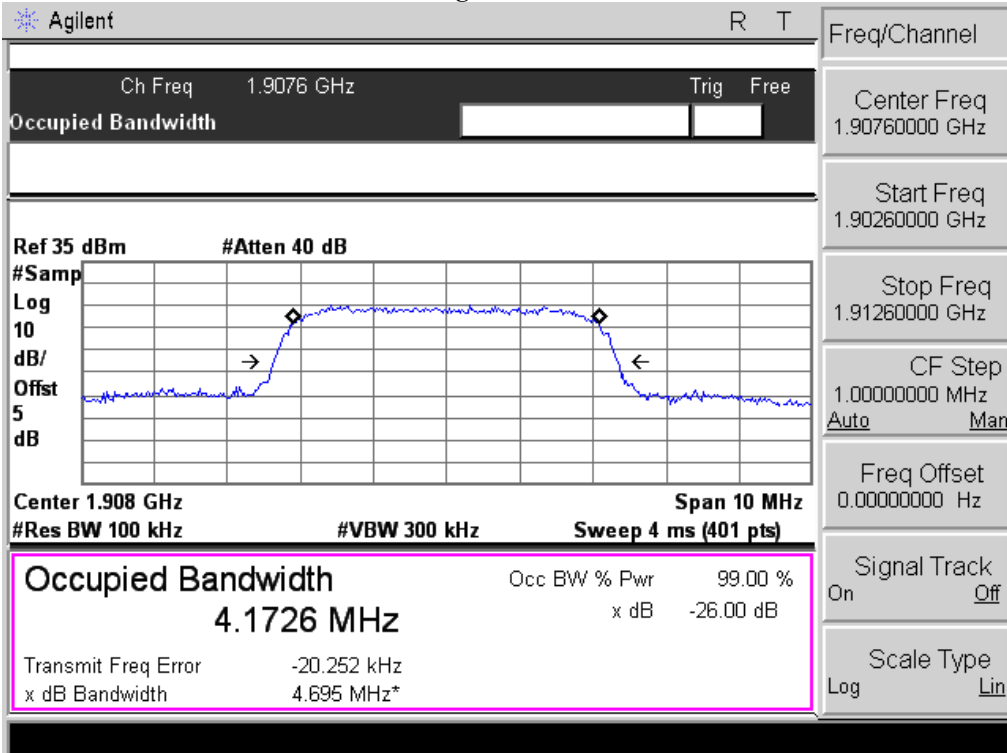 Agilent R T
Ch Freq 1.9076 GHz Trig Free
Occupied Bandwidth
Ref 35 dBm #Atten 40 dB
#Samp
Log
10
dB/
Offst
5
dB
Center 1.908 GHz Span 10 MHz
#Res BW 100 kHz #VBW 300 kHz Sweep 4 ms (401 pts)
Occupied Bandwidth Occ BW % Pwr 99.00 %
4.1726 MHz x dB -26.00 dB
Transmit Freq Error -20.252 kHz
x dB Bandwidth 4.695 MHz*
Freq/Channel
Center Freq
1.90760000 GHz
Start Freq
1.90260000 GHz
Stop Freq
1.91260000 GHz
CF Step
1.00000000 MHz
Auto Man
Freq Offset
0.00000000 Hz
Signal Track
On Off
Scale Type
Log Lin